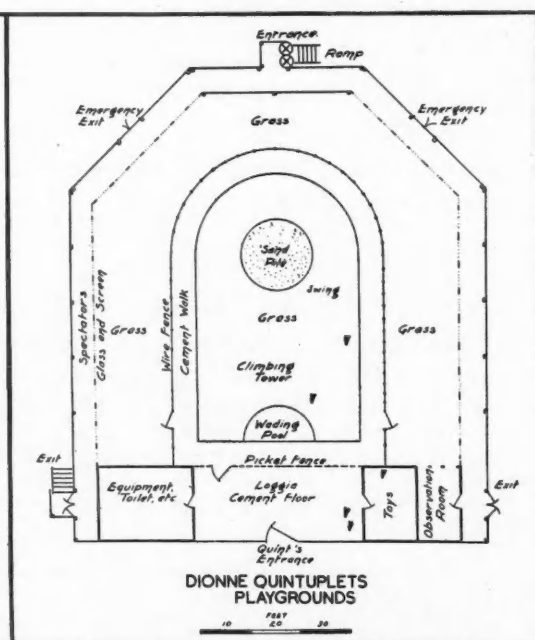 Entrance
Ramp
Emergency
Exit
Emergency
Exit
Grass
Sand
Pile
Swing
Spectators
Glass and Screen
Grass
Wire Fence
Cement Walk
Grass
Grass
Climbing
Tower
Wading
Pool
Picket Fence
Exit
Equipment,
Toilet, etc
Loggia
Cement Floor
Toys
Observation
Room
Exit
Quint's
Entrance
DIONNE QUINTUPLETS
PLAYGROUNDS
FEET
10 20 30